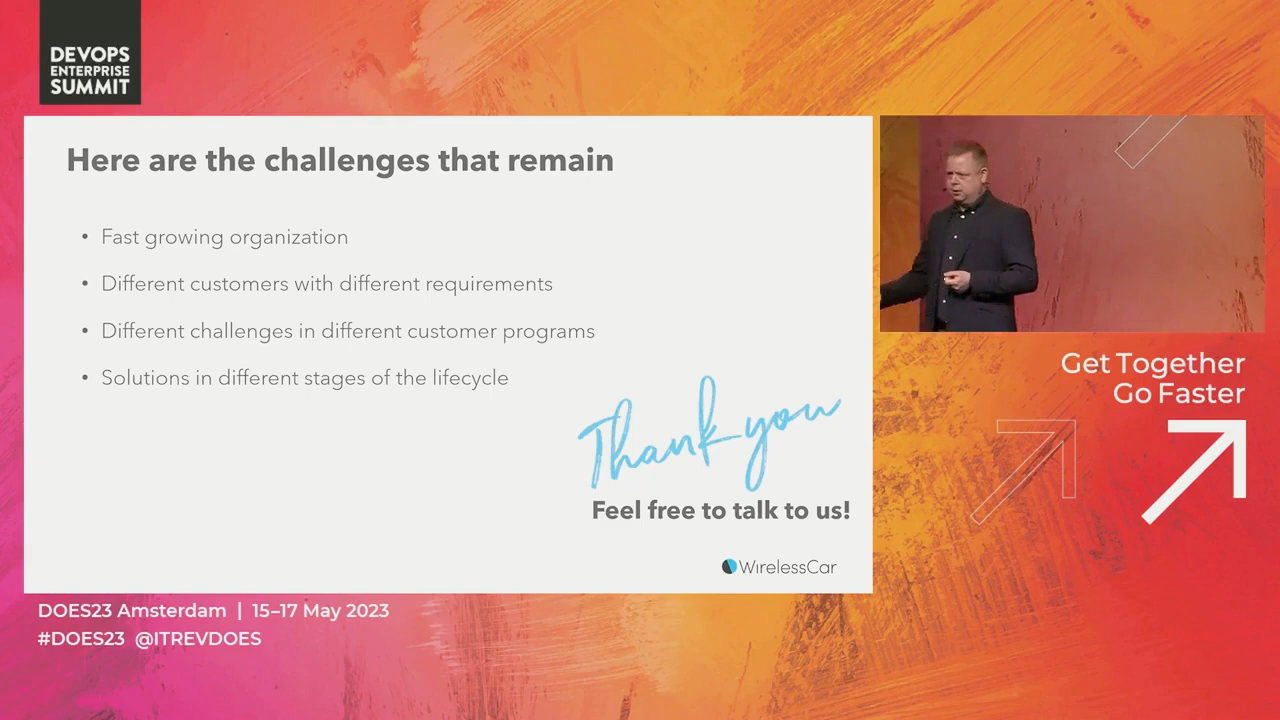 DEVOPS
ENTERPRISE
SUMMIT
Here are the challenges that remain
• Fast growing organization
• Different customers with different requirements
• Different challenges in different customer programs
• Solutions in different stages of the lifecycle
Thank you
Feel free to talk to us!
WirelessCar
Get Together
Go Faster
DOES23 Amsterdam | 15–17 May 2023
#DOES23 @ITREVDOES